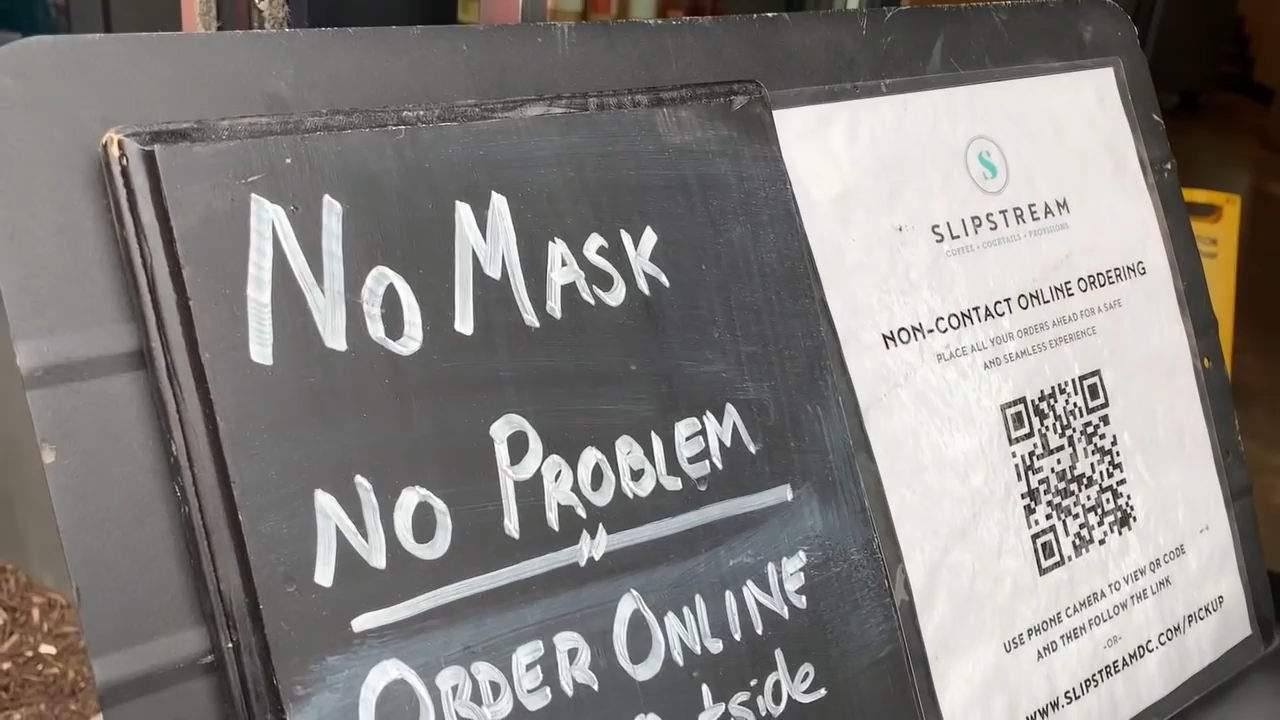 No MASK
NO PROBLEM
ORDER ONLINE
outside
S
SLIPSTREAM
COFFEE • COCKTAILS • PROVISIONS
NON-CONTACT ONLINE ORDERING
PLACE ALL YOUR ORDERS AHEAD FOR A SAFE
AND SEAMLESS EXPERIENCE
USE PHONE CAMERA TO VIEW QR CODE
AND THEN FOLLOW THE LINK
-OR-
WWW.SLIPSTREAMDC.COM/PICKUP